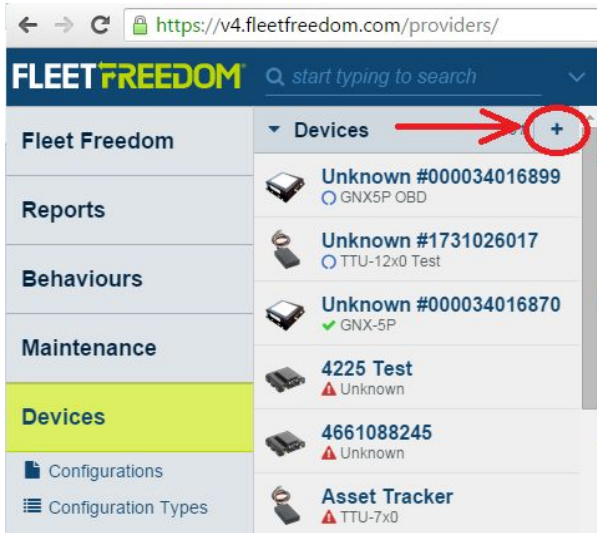 https://v4.fleetfreedom.com/providers/
FLEETFREEDOM
start typing to search
Fleet Freedom
Reports
Behaviours
Maintenance
Devices
Configurations
Configuration Types
Devices
+
Unknown #000034016899
GNX5P OBD
Unknown #1731026017
TTU-12x0 Test
Unknown #000034016870
GNX-5P
4225 Test
Unknown
4661088245
Unknown
Asset Tracker
TTU-7x0